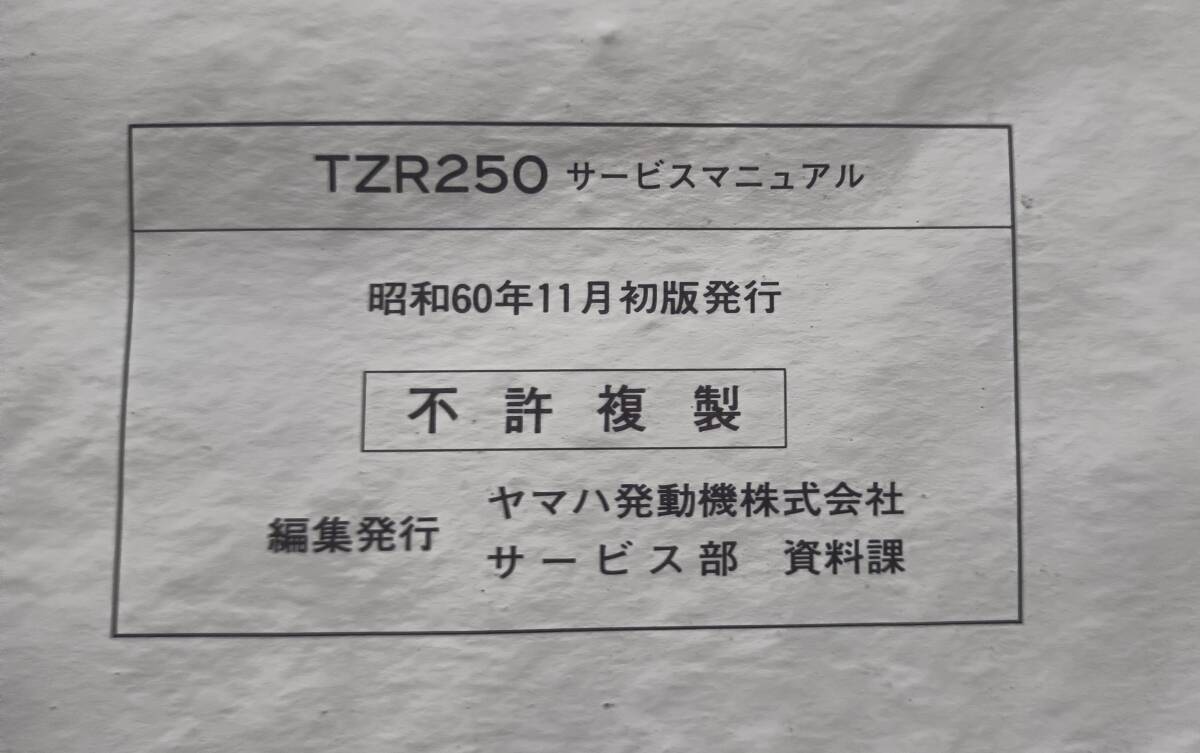 TZR250 サービスマニュアル
昭和60年11月初版発行
不許複製
編集発行 ヤマハ発動機株式会社
サービス部 資料課